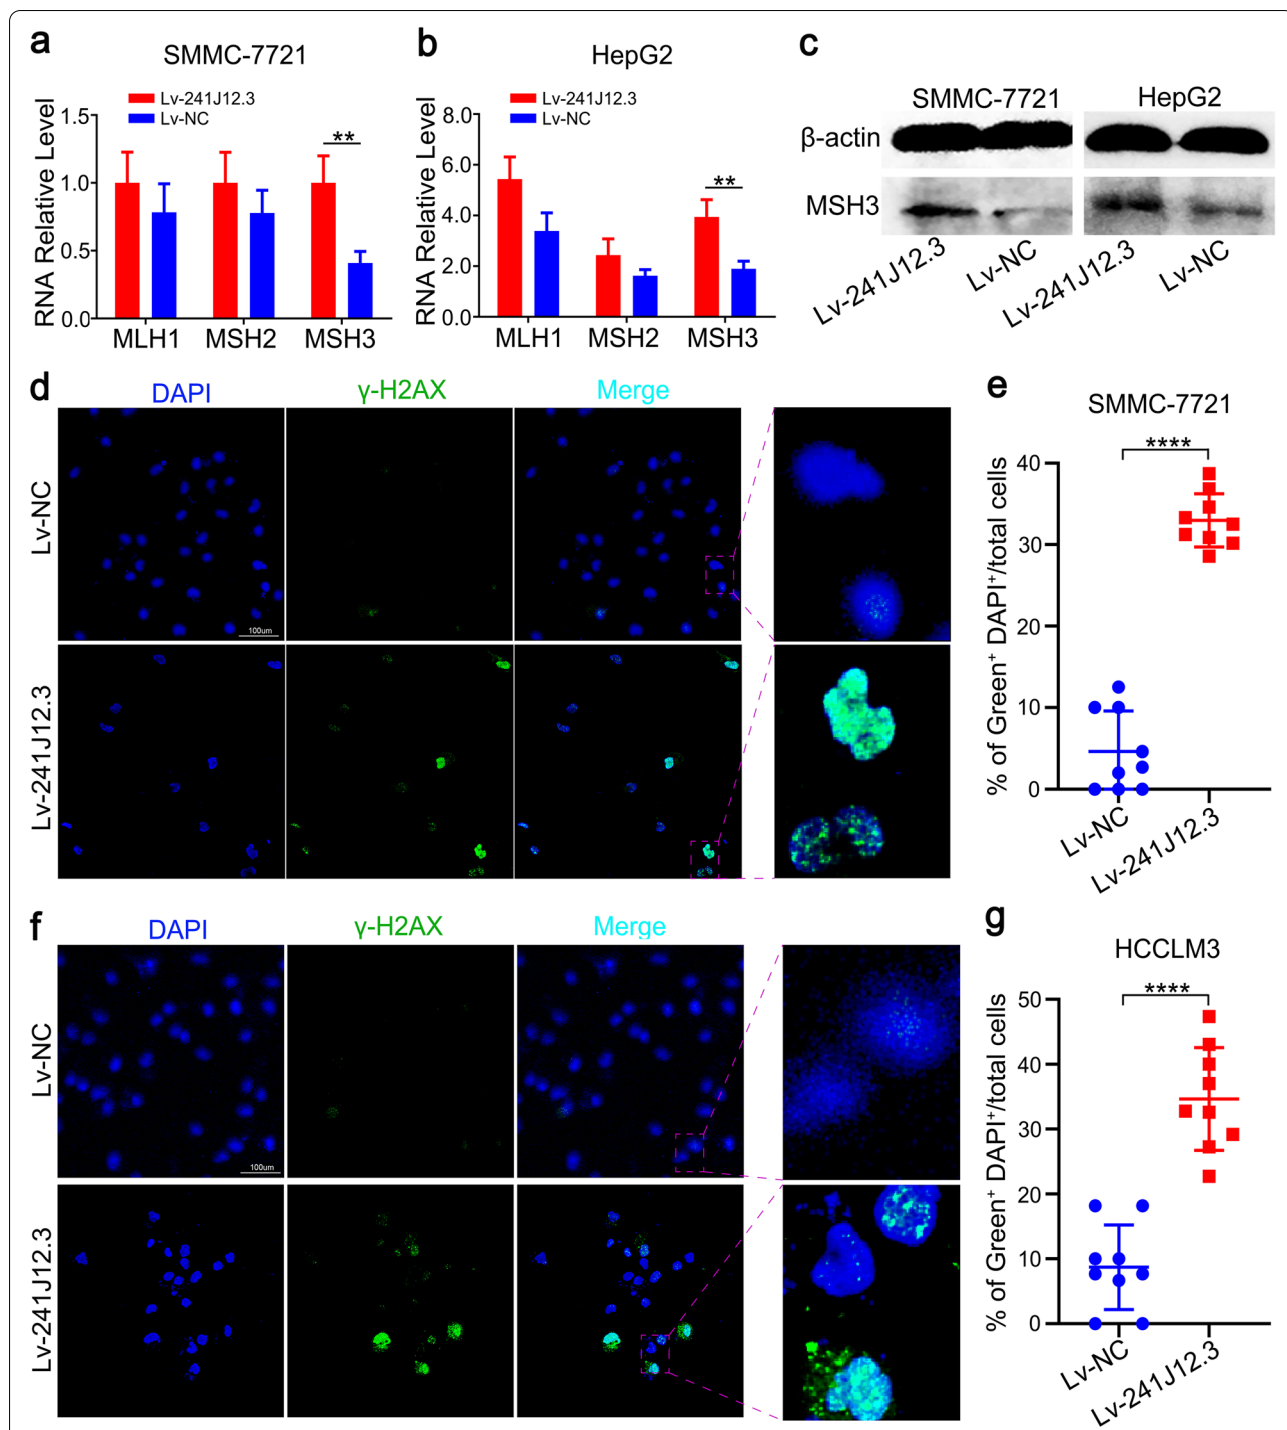 a
SMMC-7721
Lv-241J12.3
Lv-NC
RNA Relative Level
1.5
1.0
0.5
0.0
**
MLH1 MSH2 MSH3
b
HepG2
Lv-241J12.3
Lv-NC
RNA Relative Level
8.0
6.0
4.0
2.0
0.0
**
MLH1 MSH2 MSH3
c
SMMC-7721 HepG2
β-actin
MSH3
Lv-241J12.3 Lv-NC Lv-241J12.3 Lv-NC
d
DAPI γ-H2AX Merge
Lv-NC
100um
Lv-241J12.3
e
SMMC-7721
****
% of Green⁺ DAPI⁺/total cells
40
30
20
10
0
Lv-NC
Lv-241J12.3
f
DAPI γ-H2AX Merge
Lv-NC
100um
Lv-241J12.3
g
HCCLM3
****
% of Green⁺ DAPI⁺/total cells
50
40
30
20
10
0
Lv-NC
Lv-241J12.3